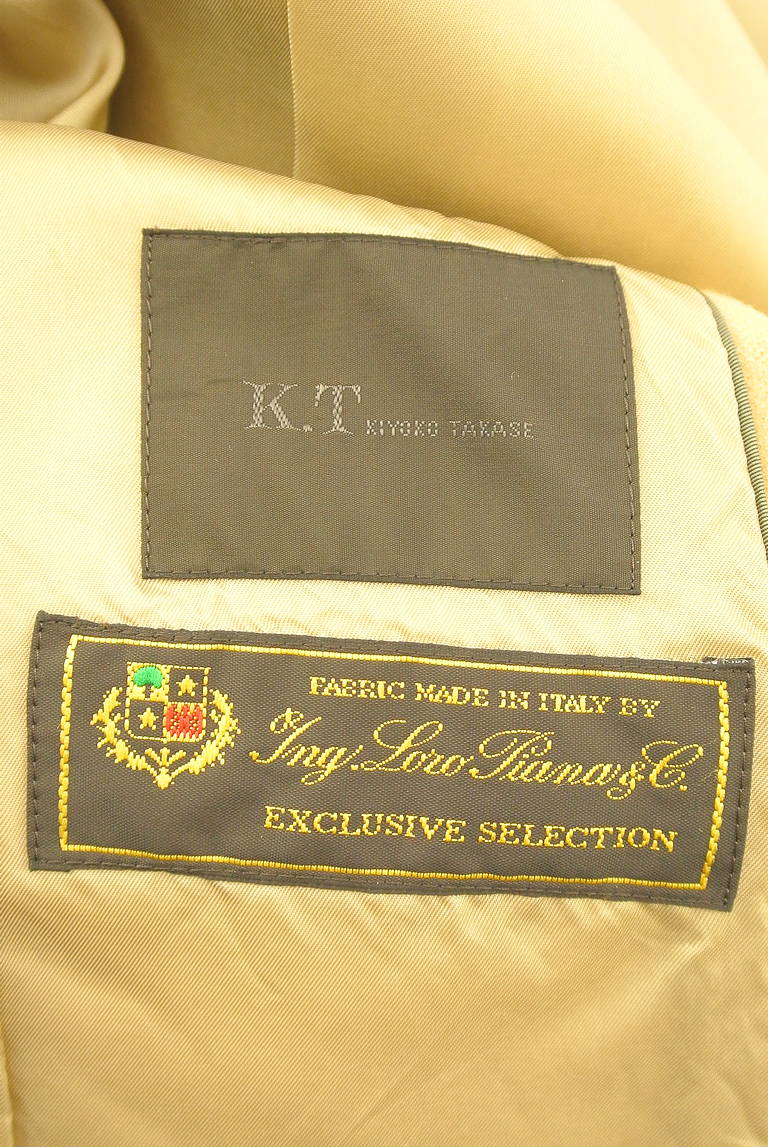 K.T KIYOKO TAKASE
FABRIC MADE IN ITALY BY
Ing. Loro Piana & C.
EXCLUSIVE SELECTION